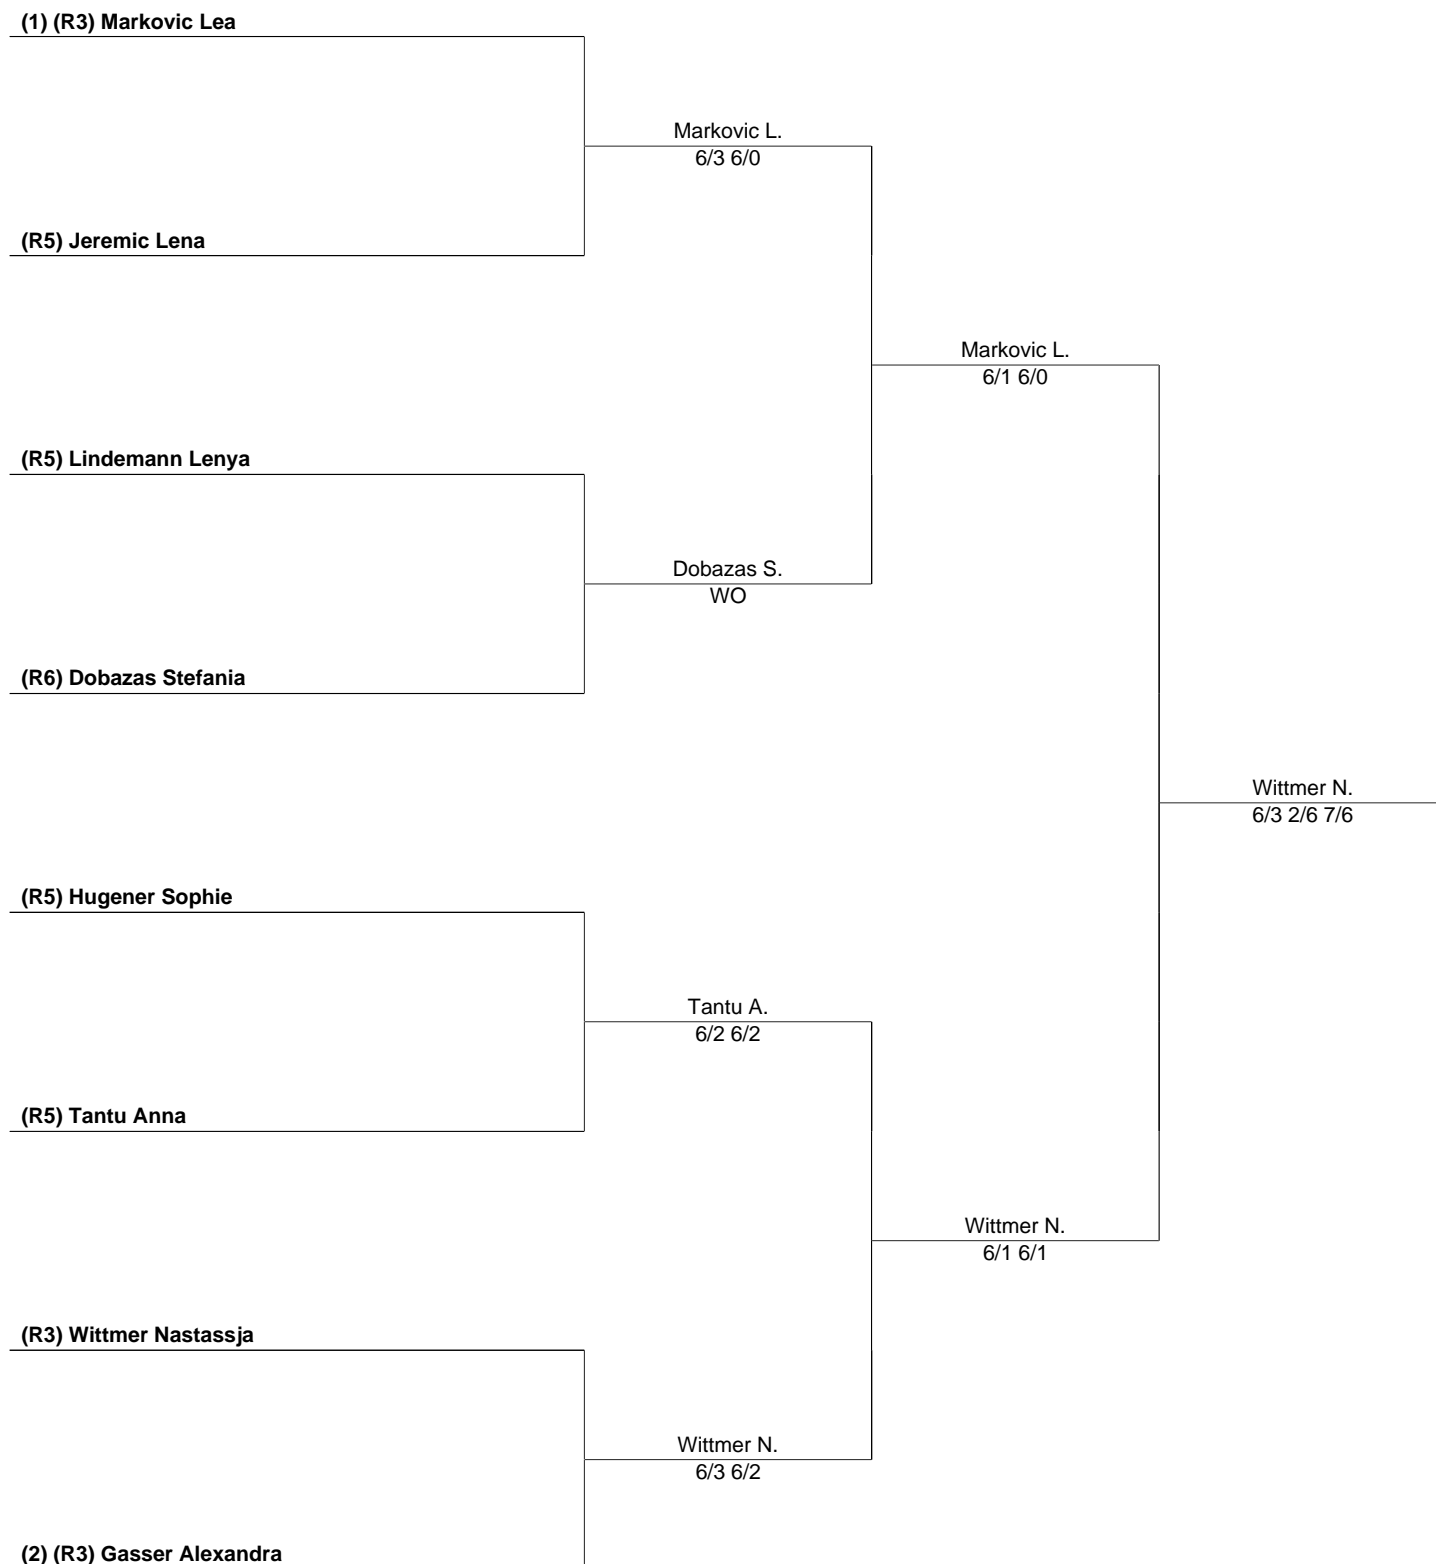 (1) (R3) Markovic Lea
Markovic L.
6/3 6/0
(R5) Jeremic Lena
Markovic L.
6/1 6/0
(R5) Lindemann Lenya
Dobazas S.
WO
(R6) Dobazas Stefania
Wittmer N.
6/3 2/6 7/6
(R5) Hugener Sophie
Tantu A.
6/2 6/2
(R5) Tantu Anna
Wittmer N.
6/1 6/1
(R3) Wittmer Nastassja
Wittmer N.
6/3 6/2
(2) (R3) Gasser Alexandra